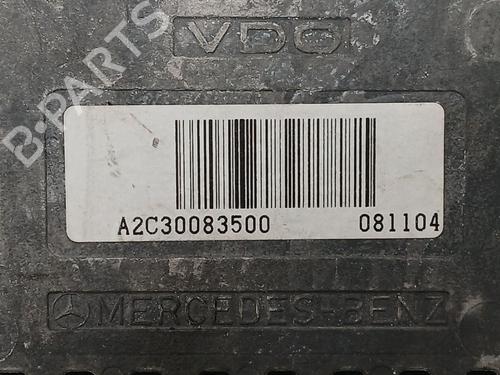 VDO
B-PARTS
A2C30083500 081104
MERCEDES-BENZ